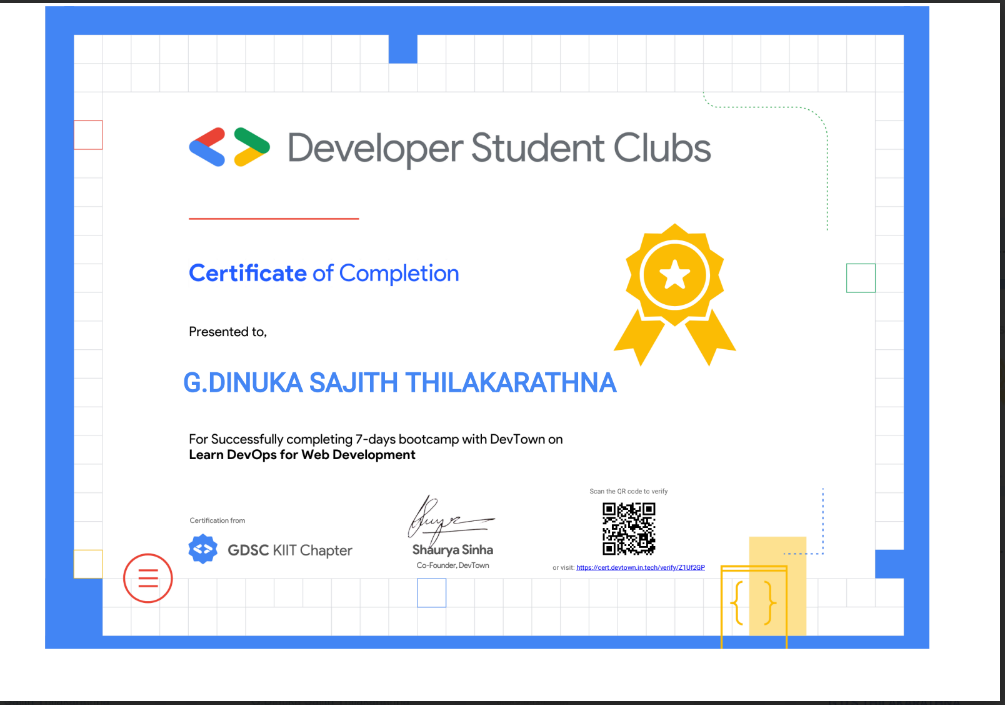 Developer Student Clubs
Certificate of Completion
Presented to,
G.DINUKA SAJITH THILAKARATHNA
For Successfully completing 7-days bootcamp with DevTown on
Learn DevOps for Web Development
Certification from
GDSC KIIT Chapter
Shaurya Sinha
Co-Founder, DevTown
Scan the QR code to verify
or visit: https://cert.devtown.in.tech/verify/Z1Uf2GP